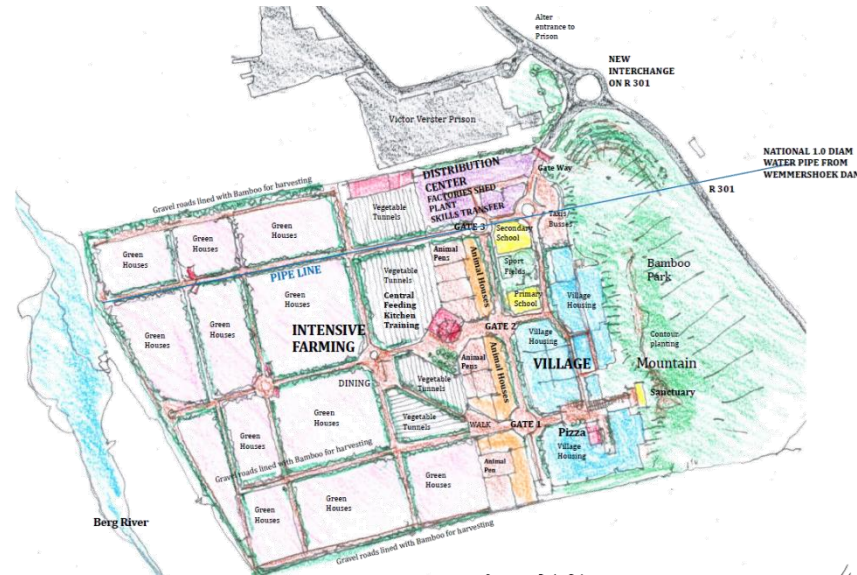 Alter
entrance to
Prison
NEW
INTERCHANGE
ON R 301
Victor Verster Prison
NATIONAL 1.0 DIAM
WATER PIPE FROM
WEMMERSHOEK DAM
R 301
DISTRIBUTION
CENTER
FACTORIES SHED
PLANT
SKILLS TRANSFER
Gate Way
Gravel roads lined with Bamboo for harvesting
Vegetable
Tunnels
Taxis
Busses
GATE 3
Secondary
School
Green
Houses
Green
Houses
Green
Houses
Animal
Pens
Animal Houses
Sport
Fields
Bamboo
Park
PIPE LINE
Vegetable
Tunnels
Green
Houses
Central
Feeding
Kitchen
Training
Primary
School
Village
Housing
Green
Houses
Green
Houses
INTENSIVE
FARMING
GATE 2
Village
Housing
Contour
planting
Animal
Pens
Animal Houses
VILLAGE
Mountain
DINING
Vegetable
Tunnels
Sanctuary
Green
Houses
Vegetable
Tunnels
WALK
GATE 1
Pizza
Green
Houses
Village
Housing
Gravel roads lined with Bamboo for harvesting
Animal
Pen
Green
Houses
Green
Houses
Green
Houses
Berg River
Gravel roads lined with Bamboo for harvesting